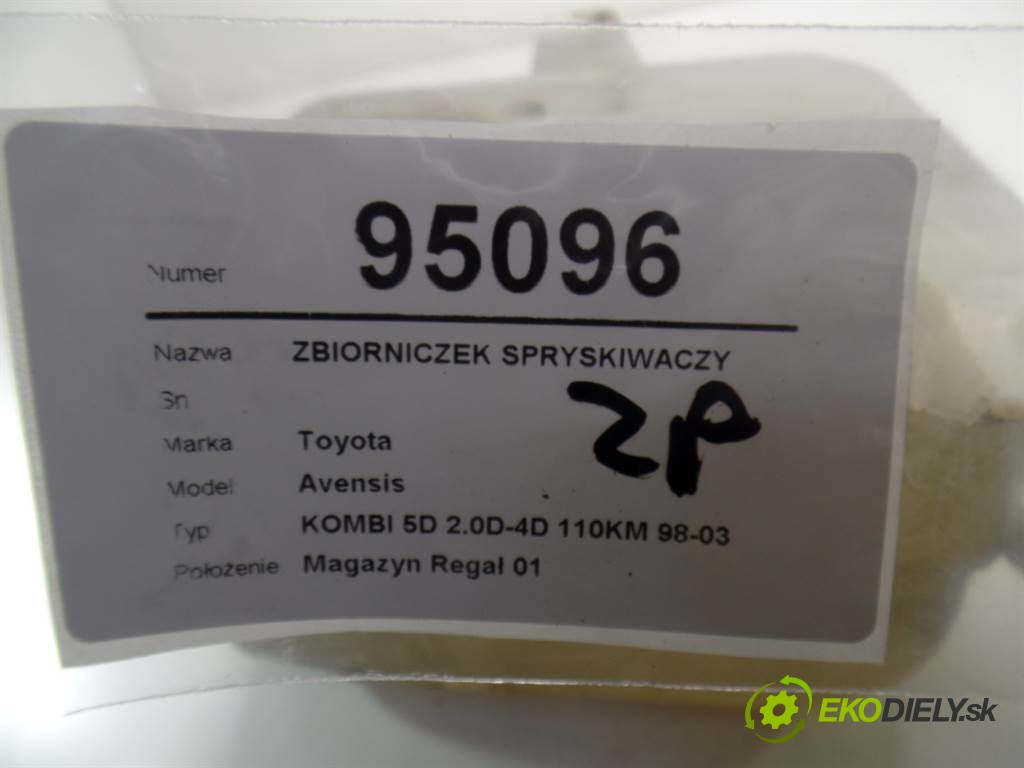 Numer 95096
Nazwa ZBIORNICZEK SPRYSKIWACZY
Sn
ZP
Marka Toyota
Model Avensis
Typ KOMBI 5D 2.0D-4D 110KM 98-03
Położenie Magazyn Regał 01
EKODIELY.sk